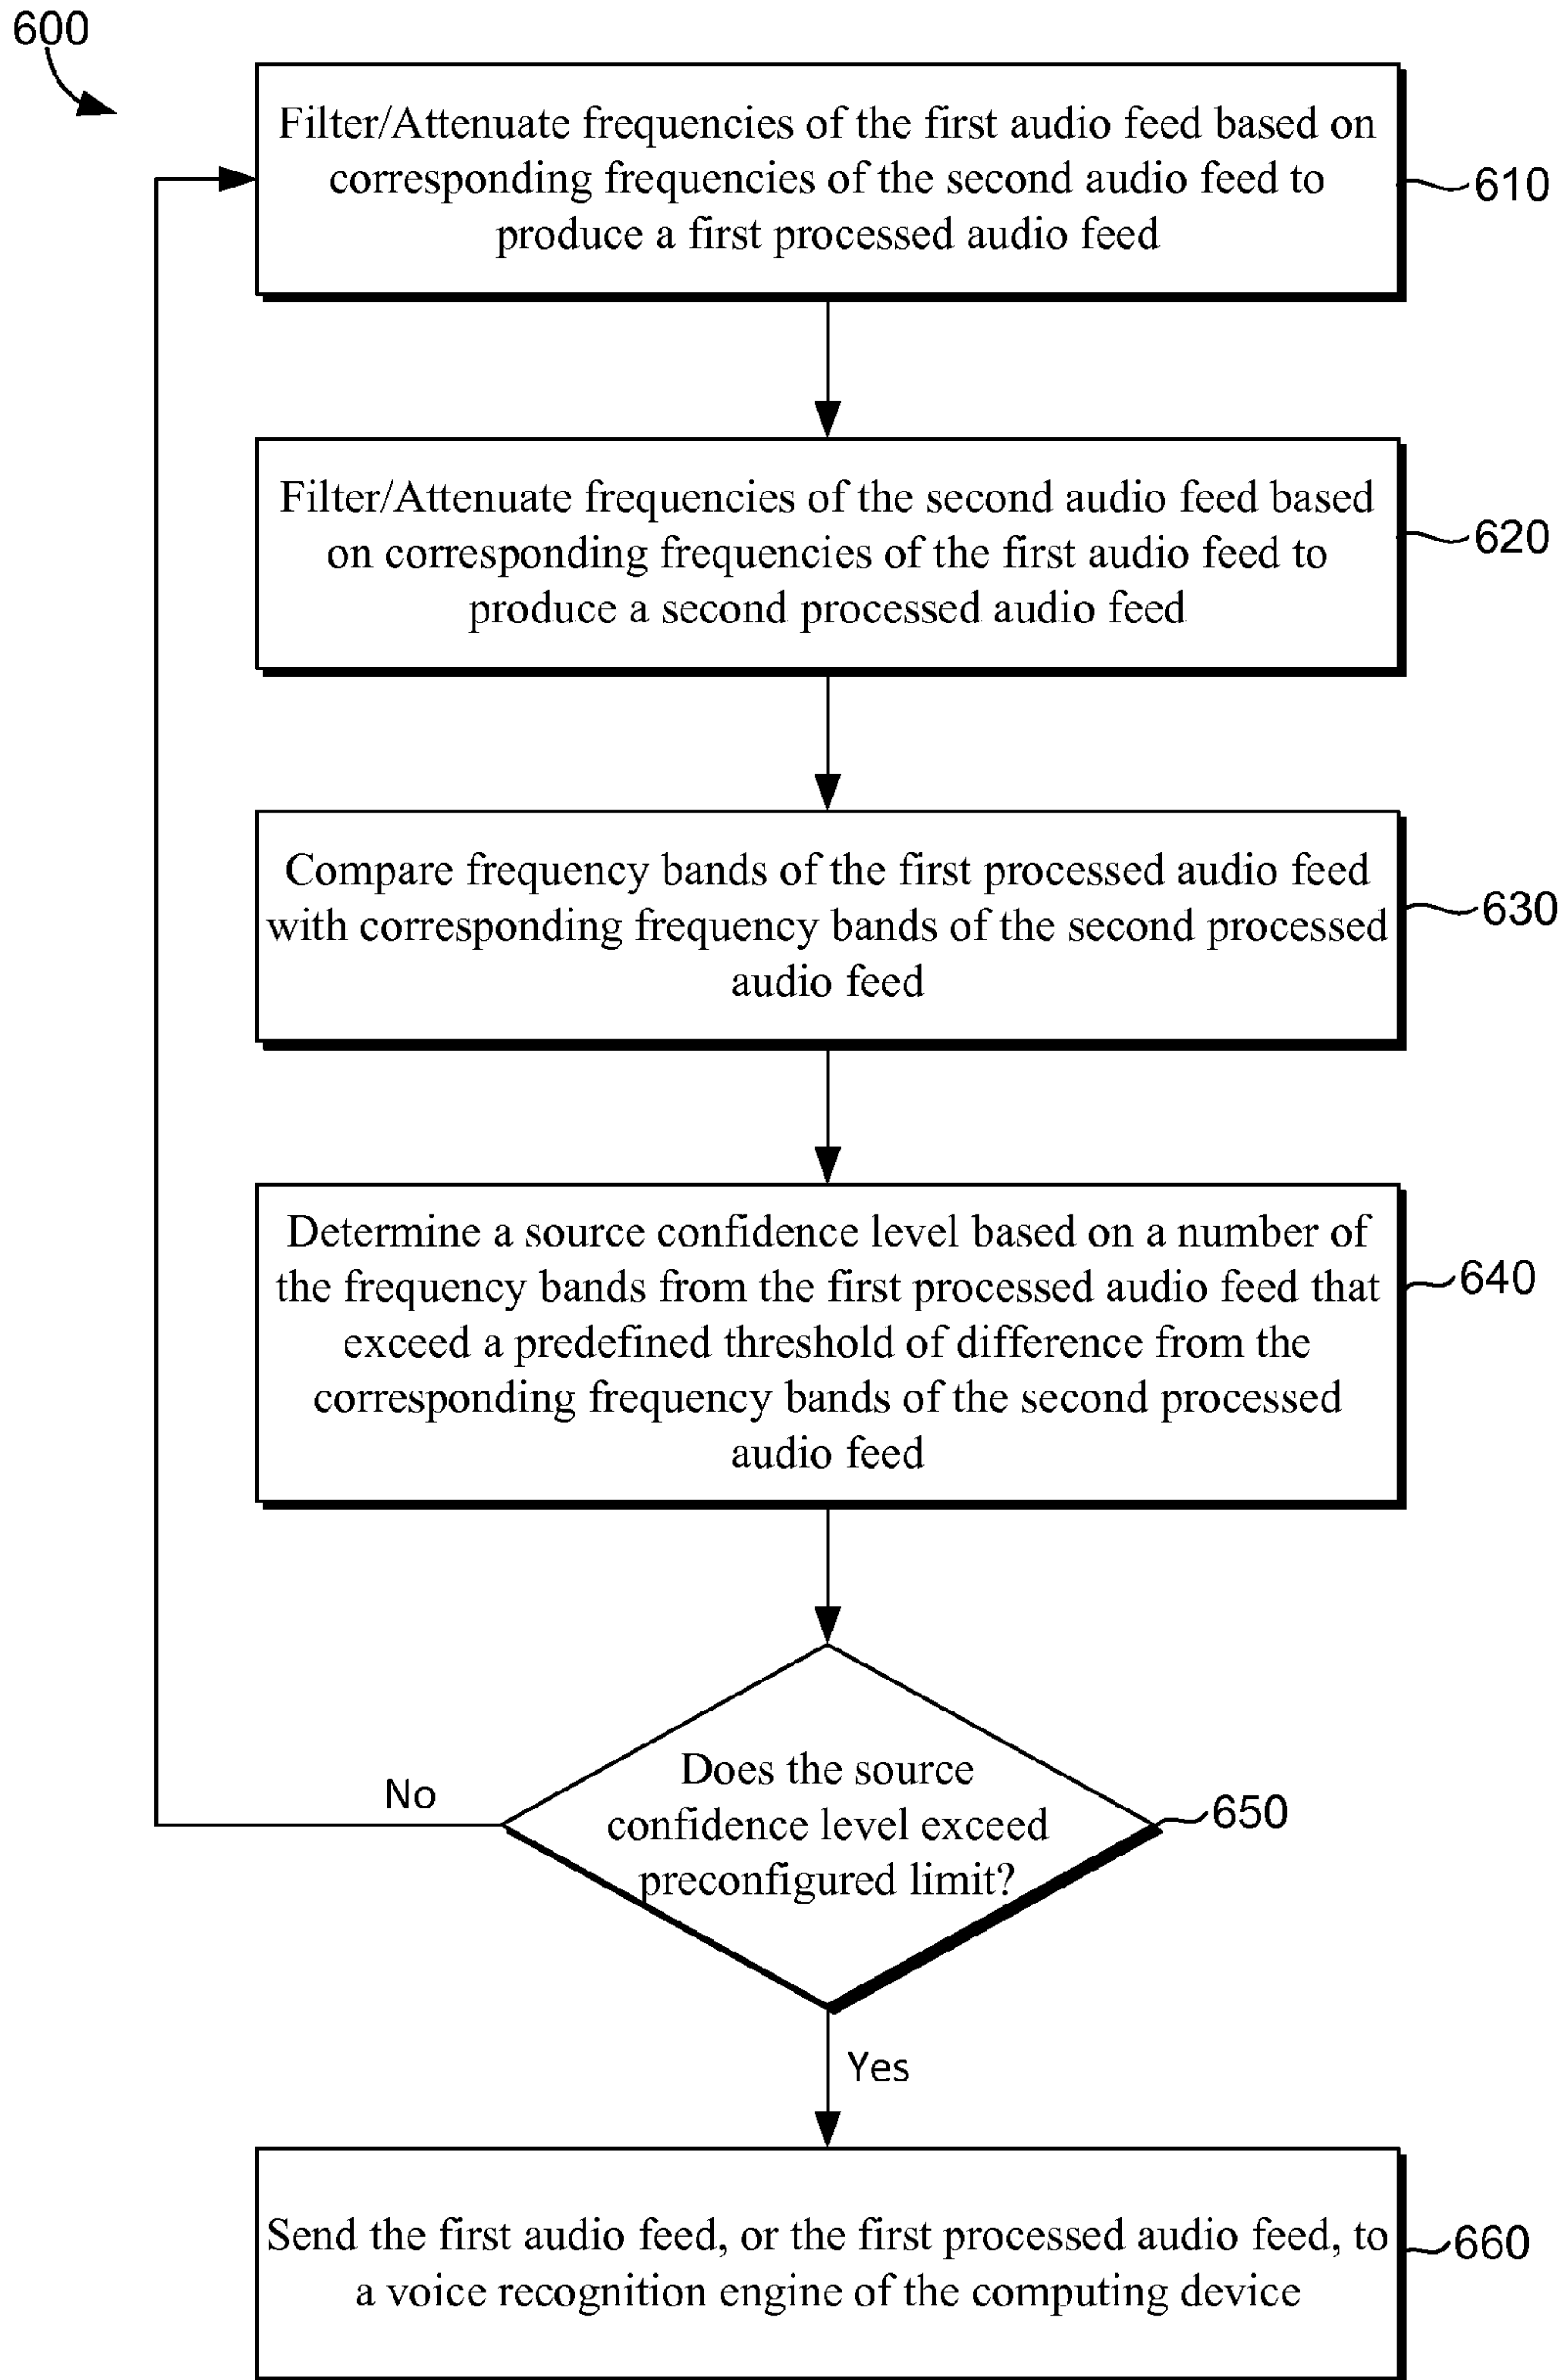 600
Filter/Attenuate frequencies of the first audio feed based on
corresponding frequencies of the second audio feed to
produce a first processed audio feed
610
Filter/Attenuate frequencies of the second audio feed based
on corresponding frequencies of the first audio feed to
produce a second processed audio feed
620
Compare frequency bands of the first processed audio feed
with corresponding frequency bands of the second processed
audio feed
630
Determine a source confidence level based on a number of
the frequency bands from the first processed audio feed that
exceed a predefined threshold of difference from the
corresponding frequency bands of the second processed
audio feed
640
Does the source
confidence level exceed
preconfigured limit?
650
No
Yes
Send the first audio feed, or the first processed audio feed, to
a voice recognition engine of the computing device
660